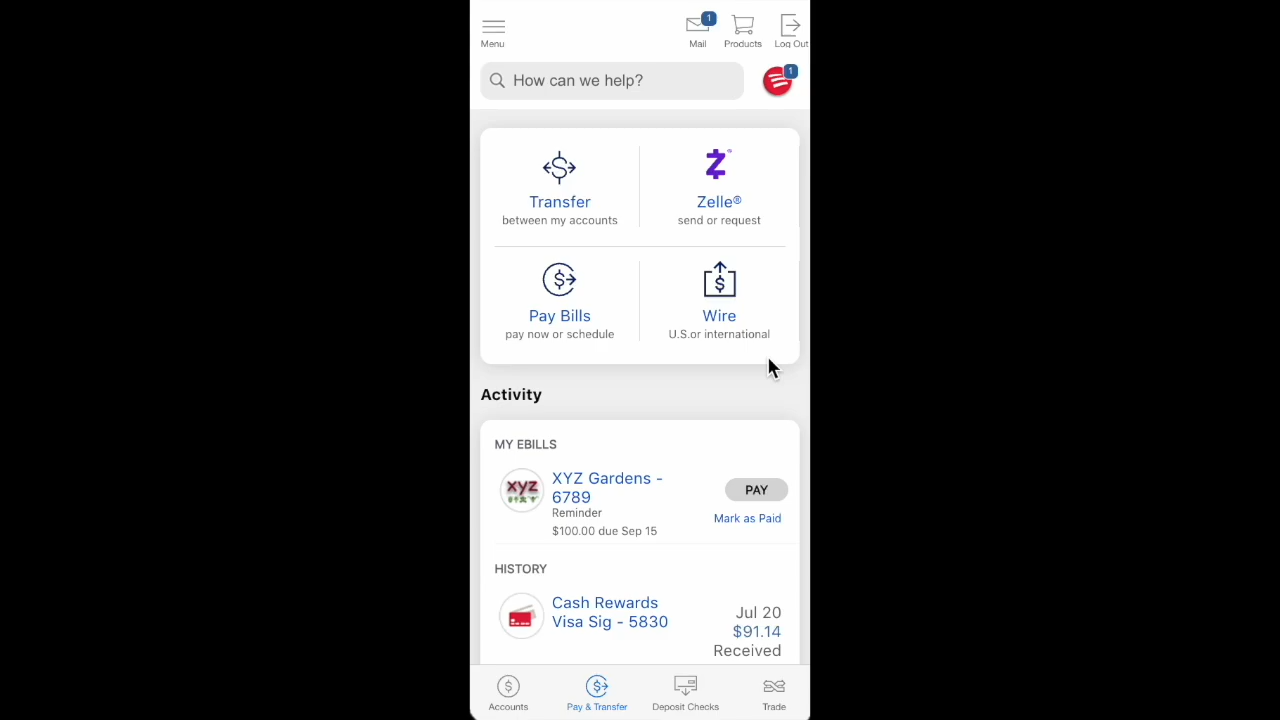 1
Menu
Mail
Products
Log Out
How can we help?
1
Transfer
between my accounts
Zelle®
send or request
Pay Bills
pay now or schedule
Wire
U.S.or international
Activity
MY EBILLS
xyz
XYZ Gardens -
6789
Reminder
$100.00 due Sep 15
PAY
Mark as Paid
HISTORY
Cash Rewards
Visa Sig - 5830
Jul 20
$91.14
Received
Accounts
Pay & Transfer
Deposit Checks
Trade